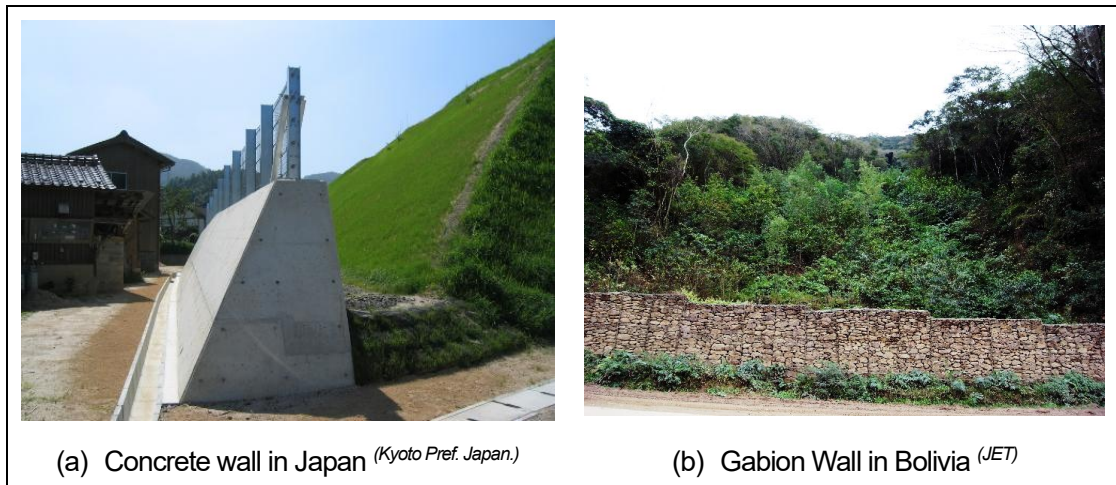 (a) Concrete wall in Japan (Kyoto Pref. Japan.)
(b) Gabion Wall in Bolivia (JET)